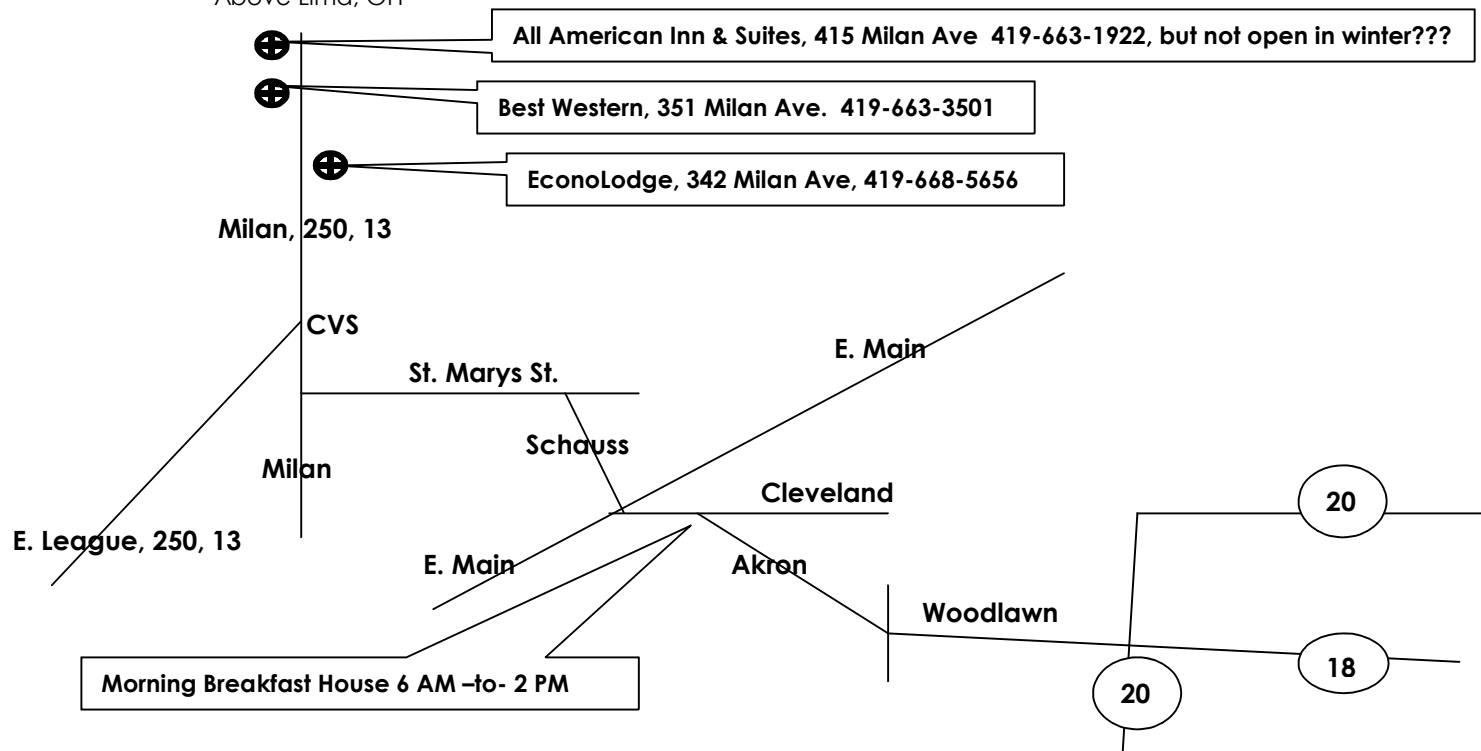 Above Lima, OH
All American Inn & Suites, 415 Milan Ave 419-663-1922, but not open in winter???
Best Western, 351 Milan Ave. 419-663-3501
EconoLodge, 342 Milan Ave, 419-668-5656
Milan, 250, 13
CVS
E. Main
St. Marys St.
Schauss
Milan
Cleveland
20
E. League, 250, 13
E. Main
Akron
Woodlawn
18
Morning Breakfast House 6 AM –to- 2 PM
20